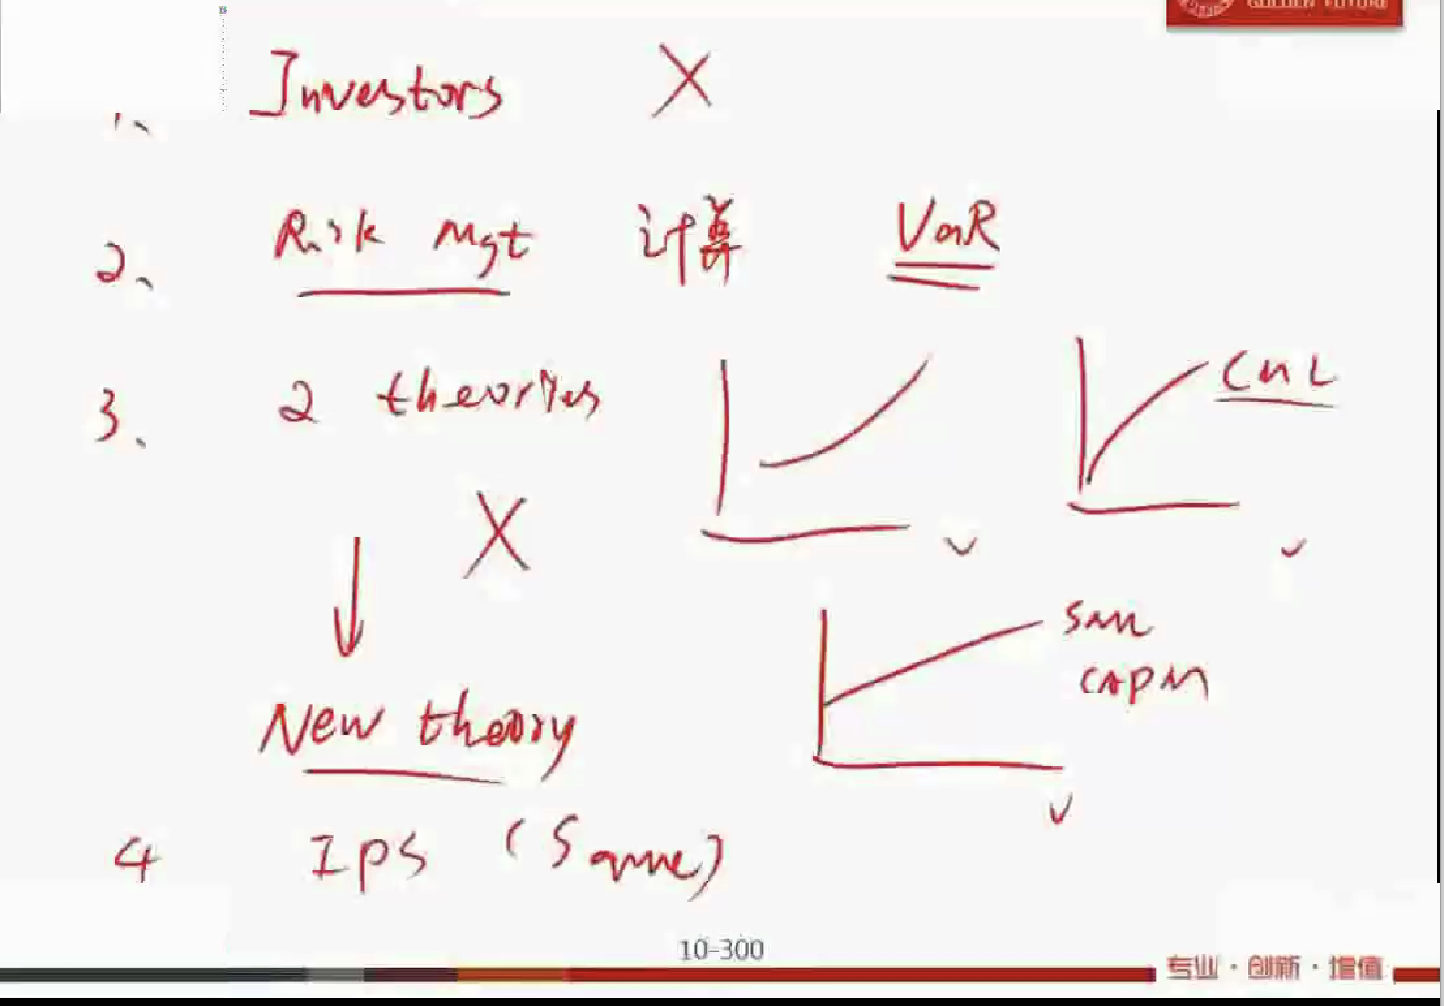 GOLDEN FUTURE
1、 Investors X
2、 Risk Mgt 计算 VaR
3、 2 theories
CML
X
SML
CAPM
New theory
4 IPS (Same)
10-300
专业·创新·增值